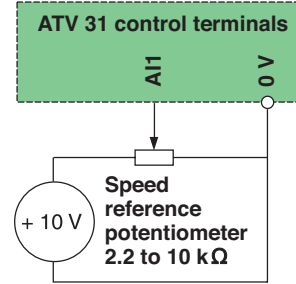 ATV 31 control terminals
AI1
0 V
+ 10 V
Speed
reference
potentiometer
2.2 to 10 kΩ